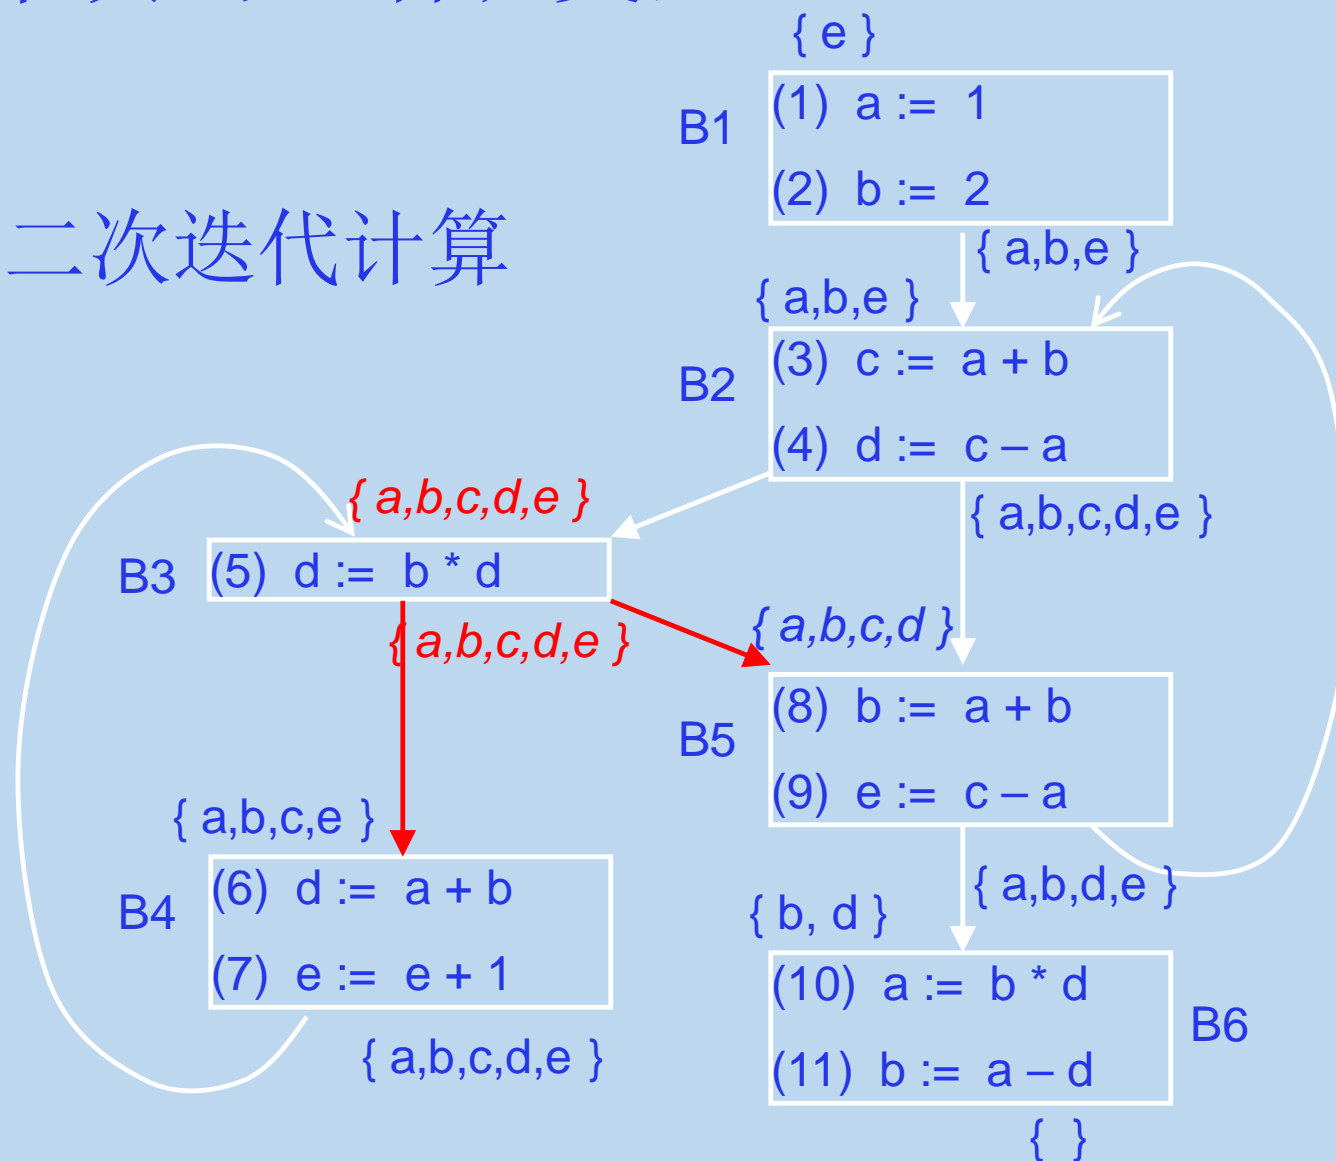 { e }
B1
(1) a := 1
(2) b := 2
二次迭代计算
{ a,b,e }
{ a,b,e }
B2
(3) c := a + b
(4) d := c – a
{ a,b,c,d,e }
{ a,b,c,d,e }
B3
(5) d := b * d
{ a,b,c,d,e }
{ a,b,c,d }
B5
(8) b := a + b
(9) e := c – a
{ a,b,c,e }
B4
(6) d := a + b
(7) e := e + 1
{ a,b,c,d,e }
{ a,b,d,e }
{ b, d }
(10) a := b * d
(11) b := a – d
B6
{ }